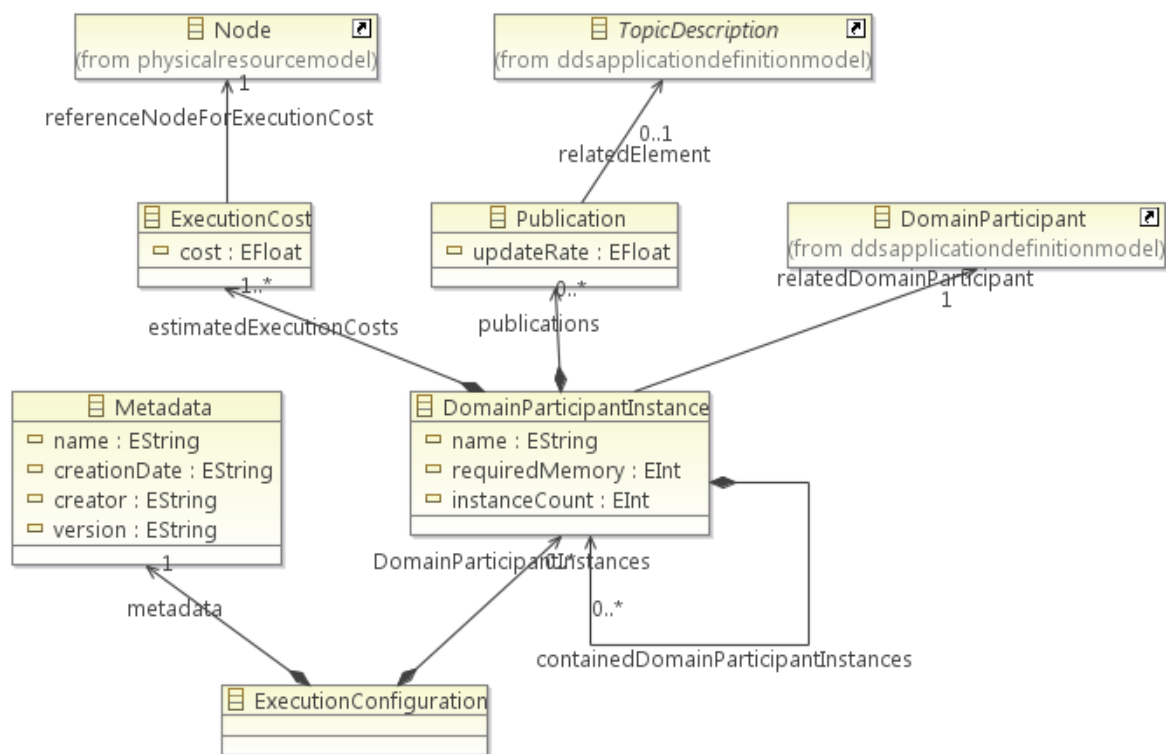 Node
(from physicalresourcemodel)
TopicDescription
(from ddsapplicationdefinitionmodel)
1
referenceNodeForExecutionCost
0..1
relatedElement
ExecutionCost
cost : EFloat
Publication
updateRate : EFloat
DomainParticipant
(from ddsapplicationdefinitionmodel)
relatedDomainParticipant
1
1..*
estimatedExecutionCosts
0..*
publications
Metadata
name : EString
creationDate : EString
creator : EString
version : EString
DomainParticipantInstance
name : EString
requiredMemory : EInt
instanceCount : EInt
1
metadata
DomainParticipantInstances
0..*
0..*
containedDomainParticipantInstances
ExecutionConfiguration